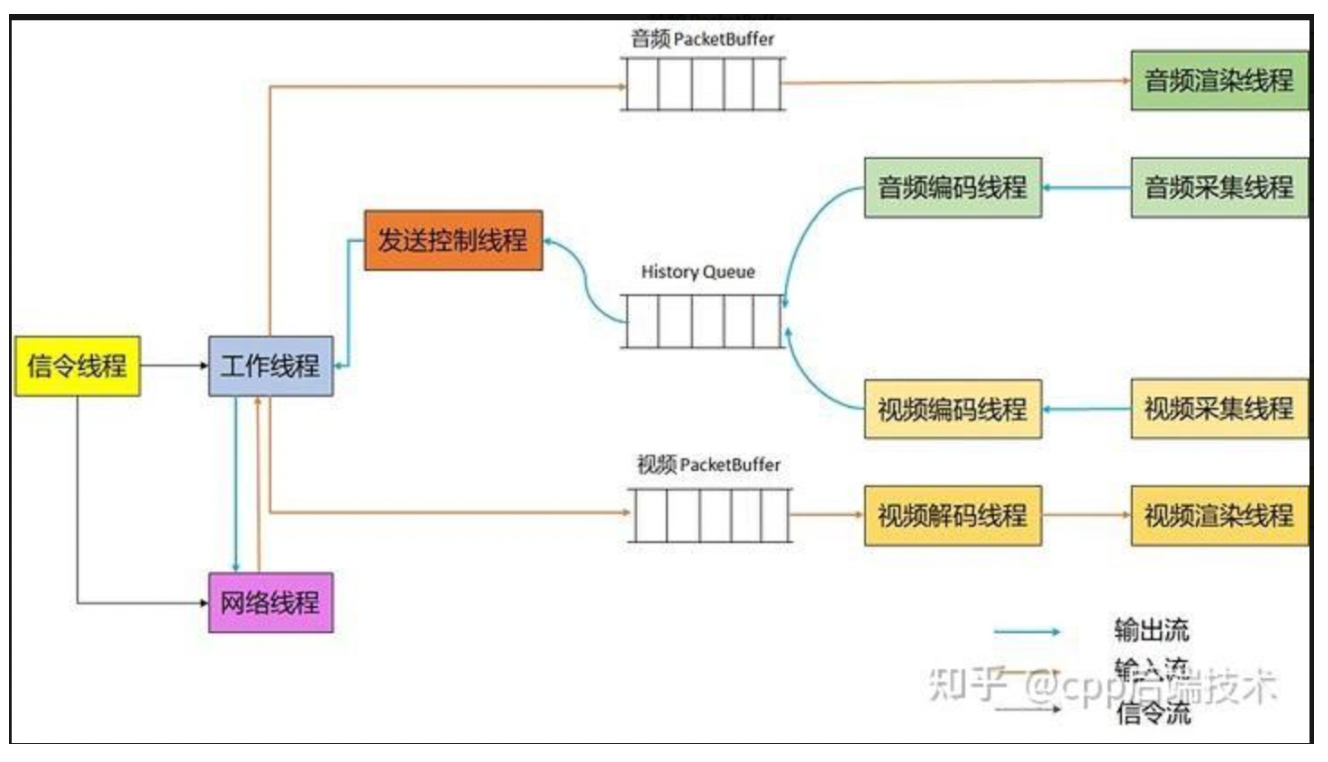 音频 PacketBuffer
音频渲染线程
音频编码线程
音频采集线程
发送控制线程
History Queue
信令线程
工作线程
视频编码线程
视频采集线程
视频 PacketBuffer
视频解码线程
视频渲染线程
网络线程
输出流
输入流
知乎 @cpp后端技术
信令流